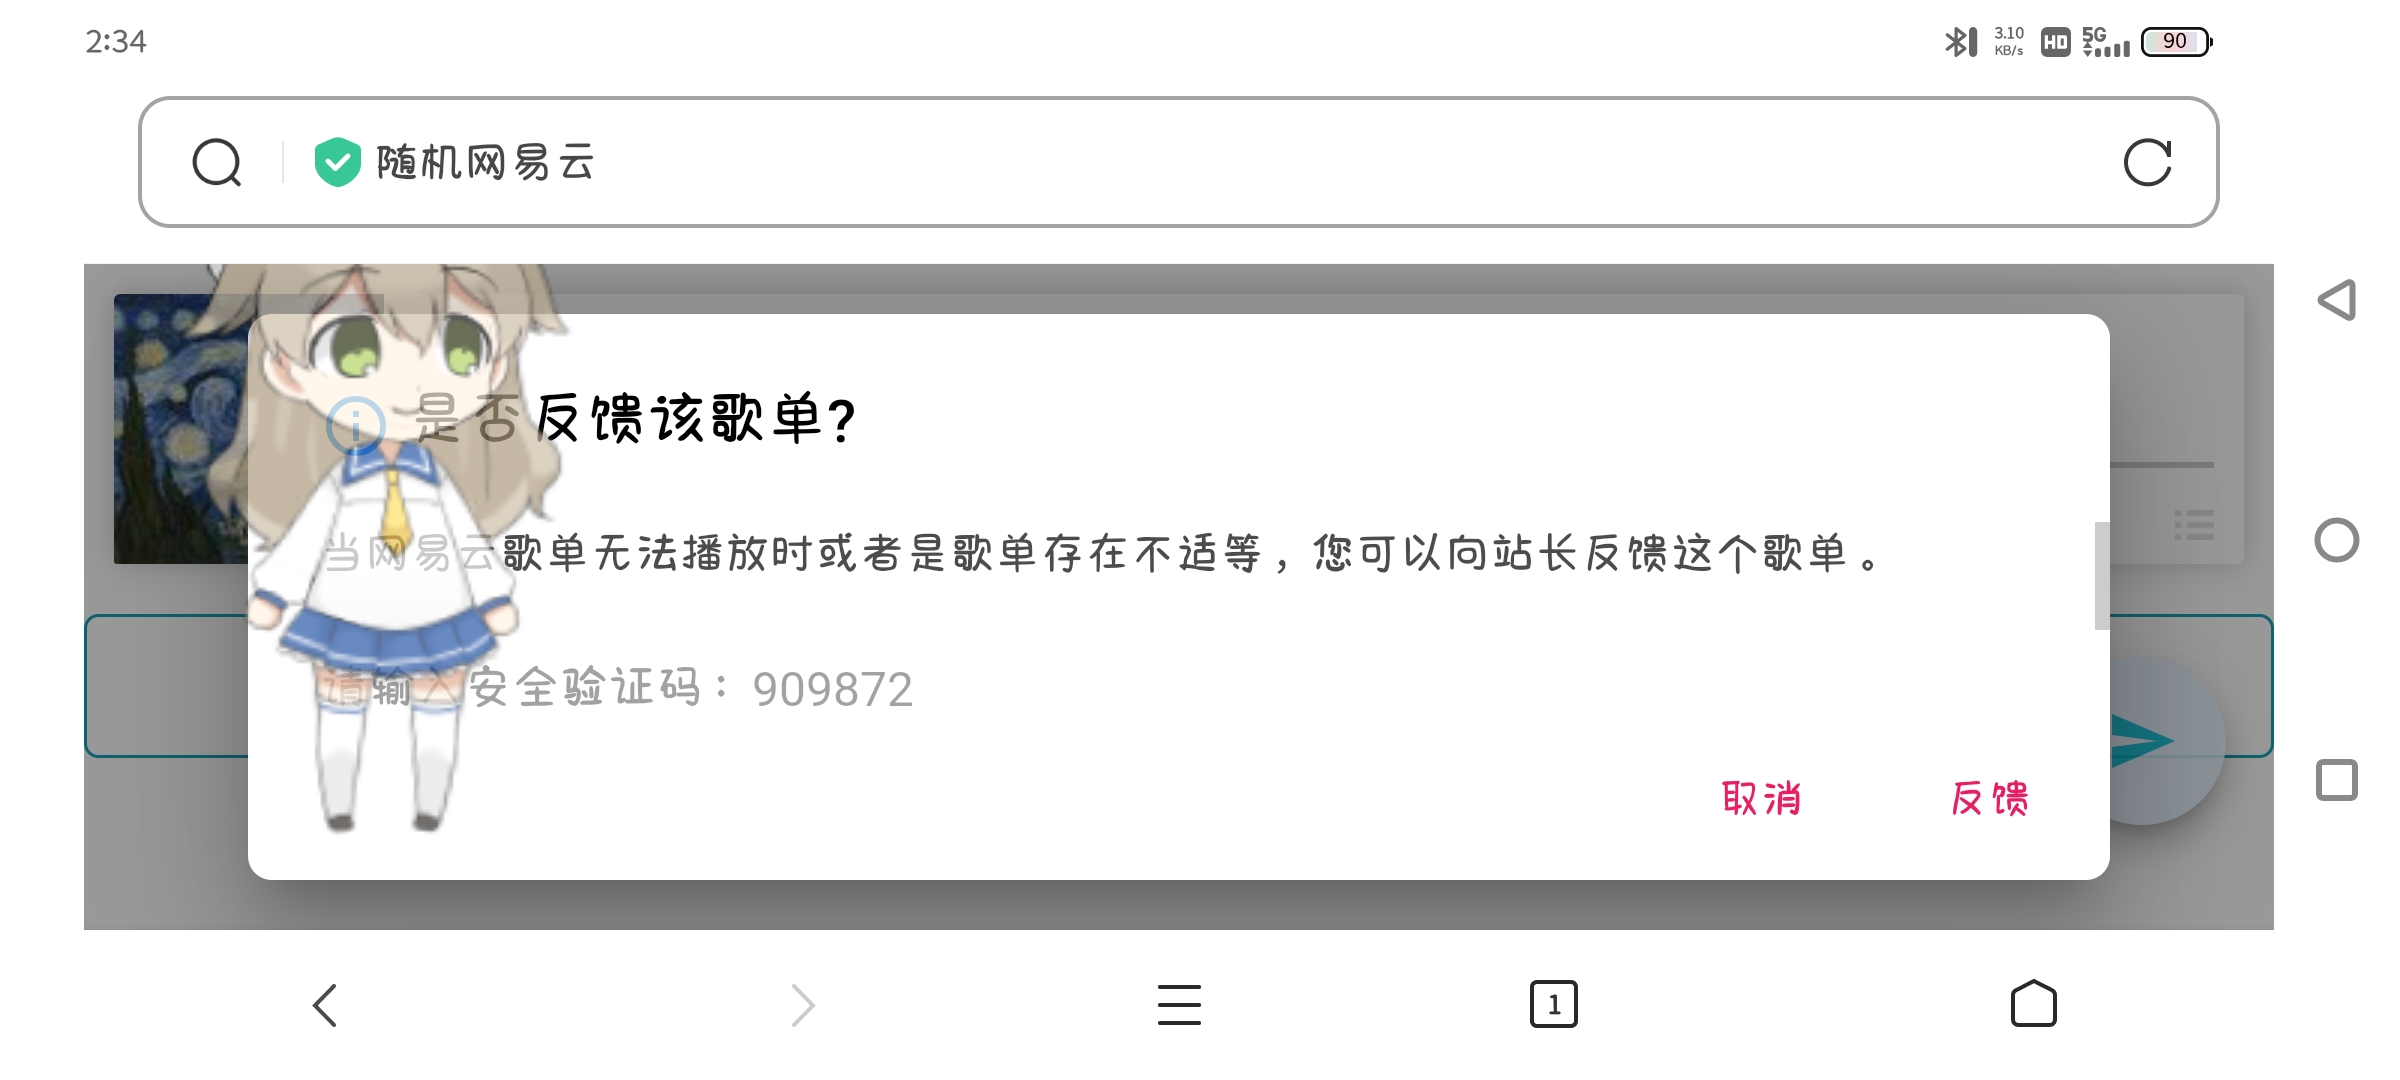 2:34
3.10
KB/s
HD
5G
90
随机网易云
是否反馈该歌单?
当网易云歌单无法播放时或者是歌单存在不适等，您可以向站长反馈这个歌单。
请输入安全验证码：909872
取消
反馈
1